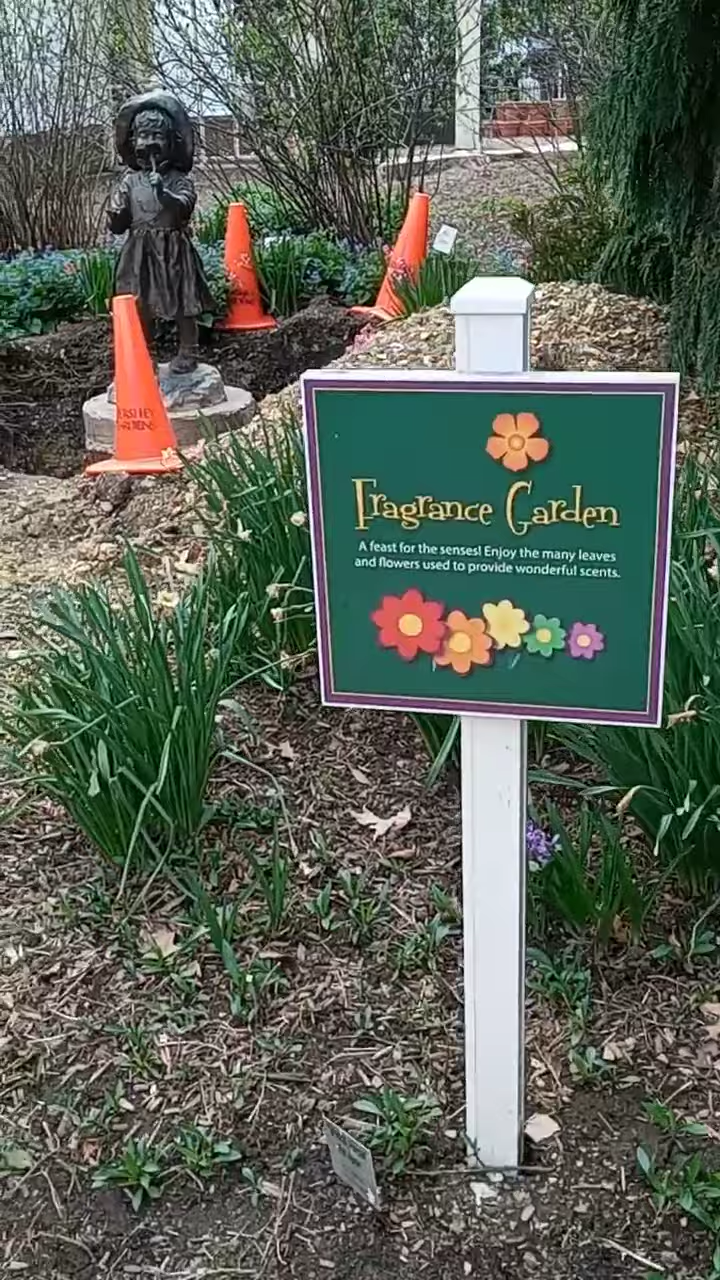 Fragrance Garden
A feast for the senses! Enjoy the many leaves
and flowers used to provide wonderful scents.